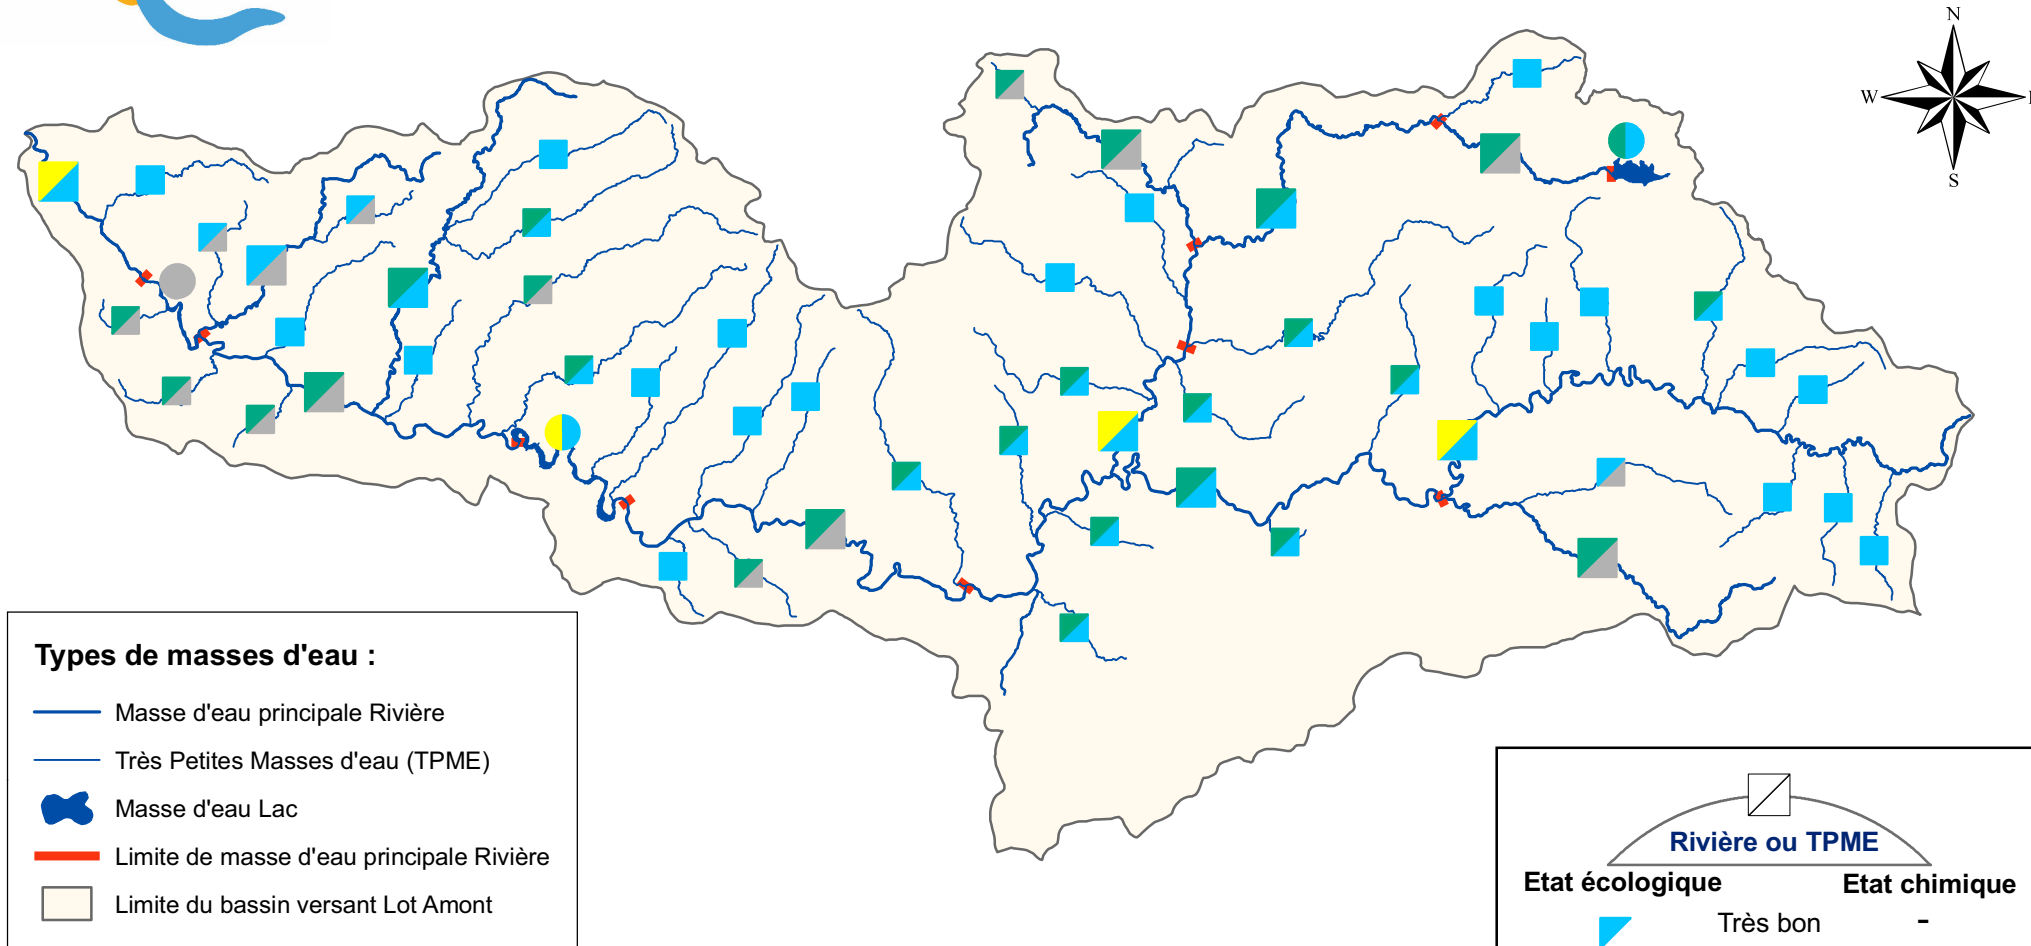 N
W
S
Types de masses d'eau :
Masse d'eau principale Rivière
Très Petites Masses d'eau (TPME)
Masse d'eau Lac
Limite de masse d'eau principale Rivière
Limite du bassin versant Lot Amont
Rivière ou TPME
Etat écologique Etat chimique
Très bon -